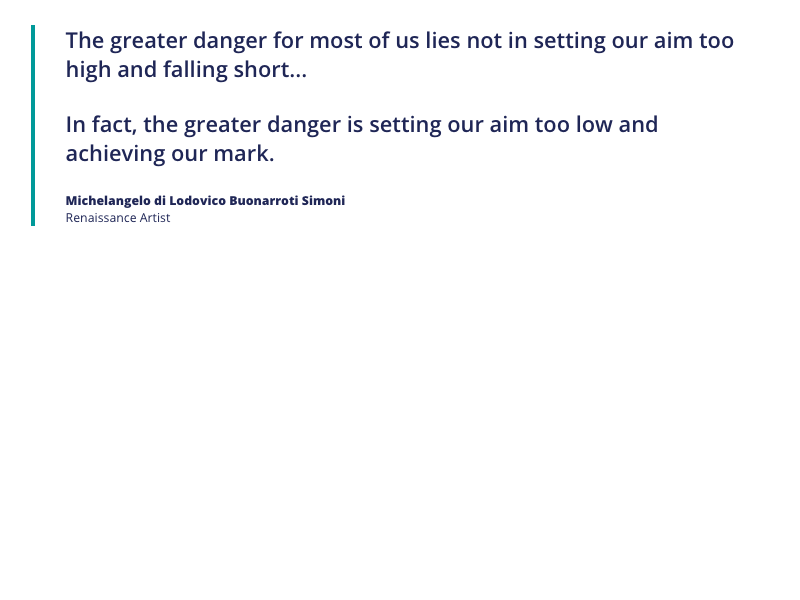 The greater danger for most of us lies not in setting our aim too
high and falling short...
In fact, the greater danger is setting our aim too low and
achieving our mark.
Michelangelo di Lodovico Buonarroti Simoni
Renaissance Artist